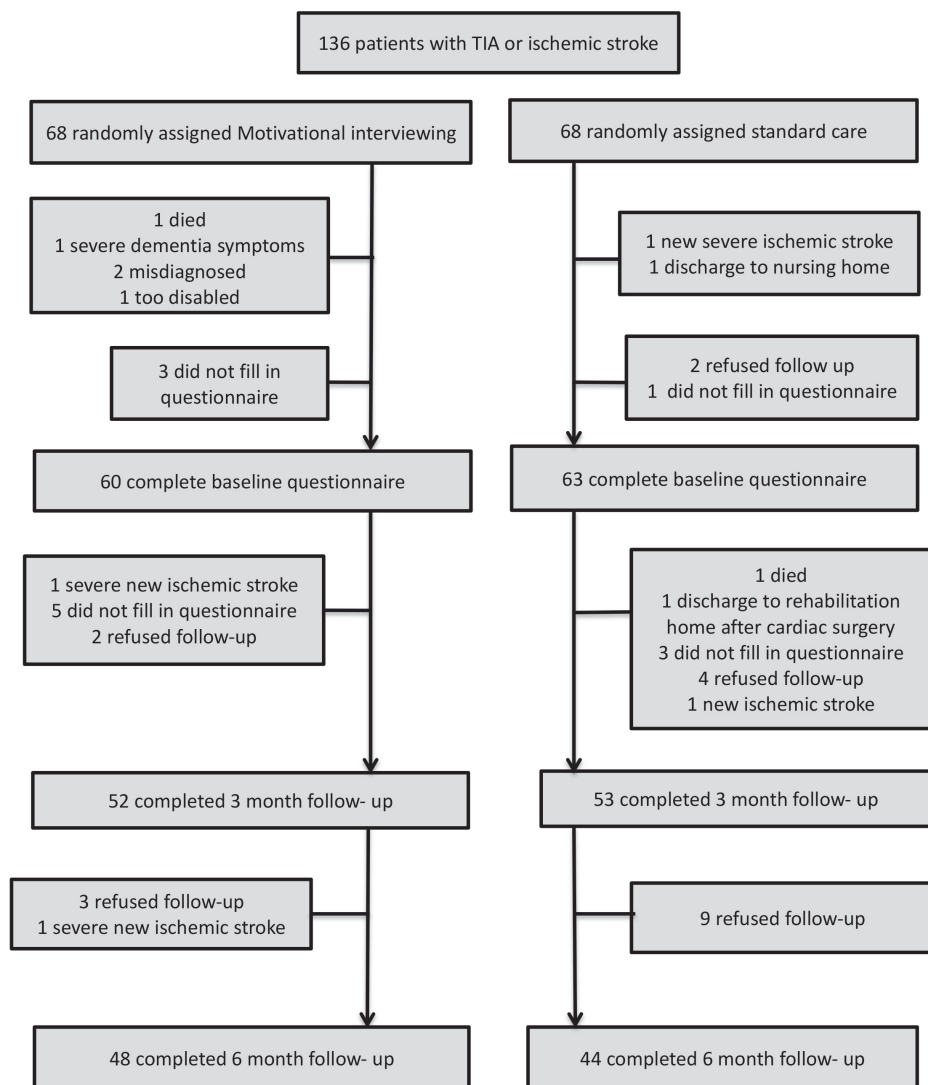 136 patients with TIA or ischemic stroke
68 randomly assigned Motivational interviewing
68 randomly assigned standard care
1 died
1 severe dementia symptoms
2 misdiagnosed
1 too disabled
1 new severe ischemic stroke
1 discharge to nursing home
3 did not fill in
questionnaire
2 refused follow up
1 did not fill in questionnaire
60 complete baseline questionnaire
63 complete baseline questionnaire
1 severe new ischemic stroke
5 did not fill in questionnaire
2 refused follow-up
1 died
1 discharge to rehabilitation
home after cardiac surgery
3 did not fill in questionnaire
4 refused follow-up
1 new ischemic stroke
52 completed 3 month follow- up
53 completed 3 month follow- up
3 refused follow-up
1 severe new ischemic stroke
9 refused follow-up
48 completed 6 month follow- up
44 completed 6 month follow- up